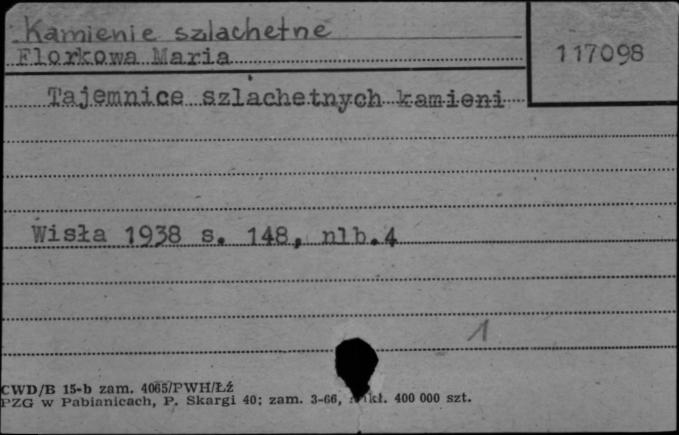 Kamienie szlachetne
Florkowa Maria
117098
Tajemnice szlachetnych kamieni
Wisła 1938 s. 148, nlb.4
1
CWD/B 15-b zam. 4065/PWH/Łź
PZG w Pabianicach, P. Skargi 40; zam. 3-66, 400 000 szt.